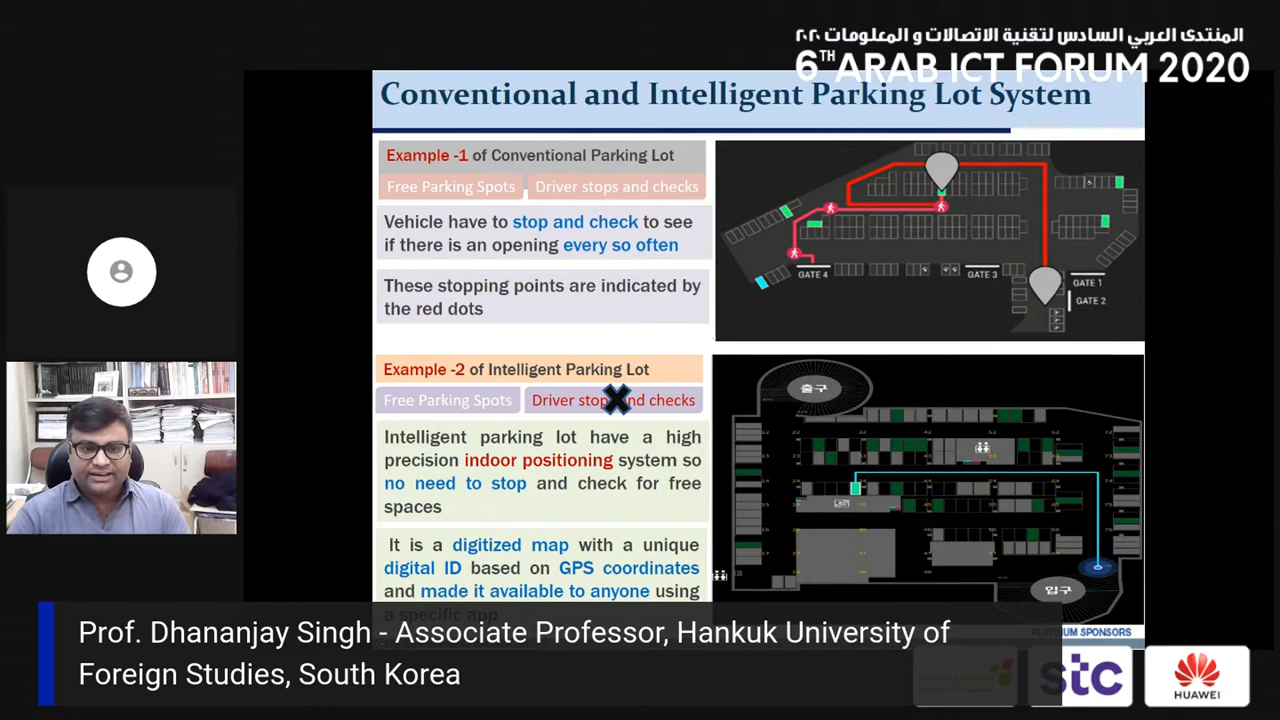 المنتدى العربي السادس لتقنية الاتصالات و المعلومات ٢٠٢٠
6TH ARAB ICT FORUM 2020
Conventional and Intelligent Parking Lot System
Example -1 of Conventional Parking Lot
Free Parking Spots
Driver stops and checks
Vehicle have to stop and check to see
if there is an opening every so often
These stopping points are indicated by
the red dots
GATE 4
GATE 3
GATE 1
GATE 2
Example -2 of Intelligent Parking Lot
Free Parking Spots
Driver stop and checks
Intelligent parking lot have a high
precision indoor positioning system so
no need to stop and check for free
spaces
It is a digitized map with a unique
digital ID based on GPS coordinates
and made it available to anyone using
a specific app
출구
입구
Prof. Dhananjay Singh - Associate Professor, Hankuk University of
Foreign Studies, South Korea
PLATINUM SPONSORS
stc
HUAWEI